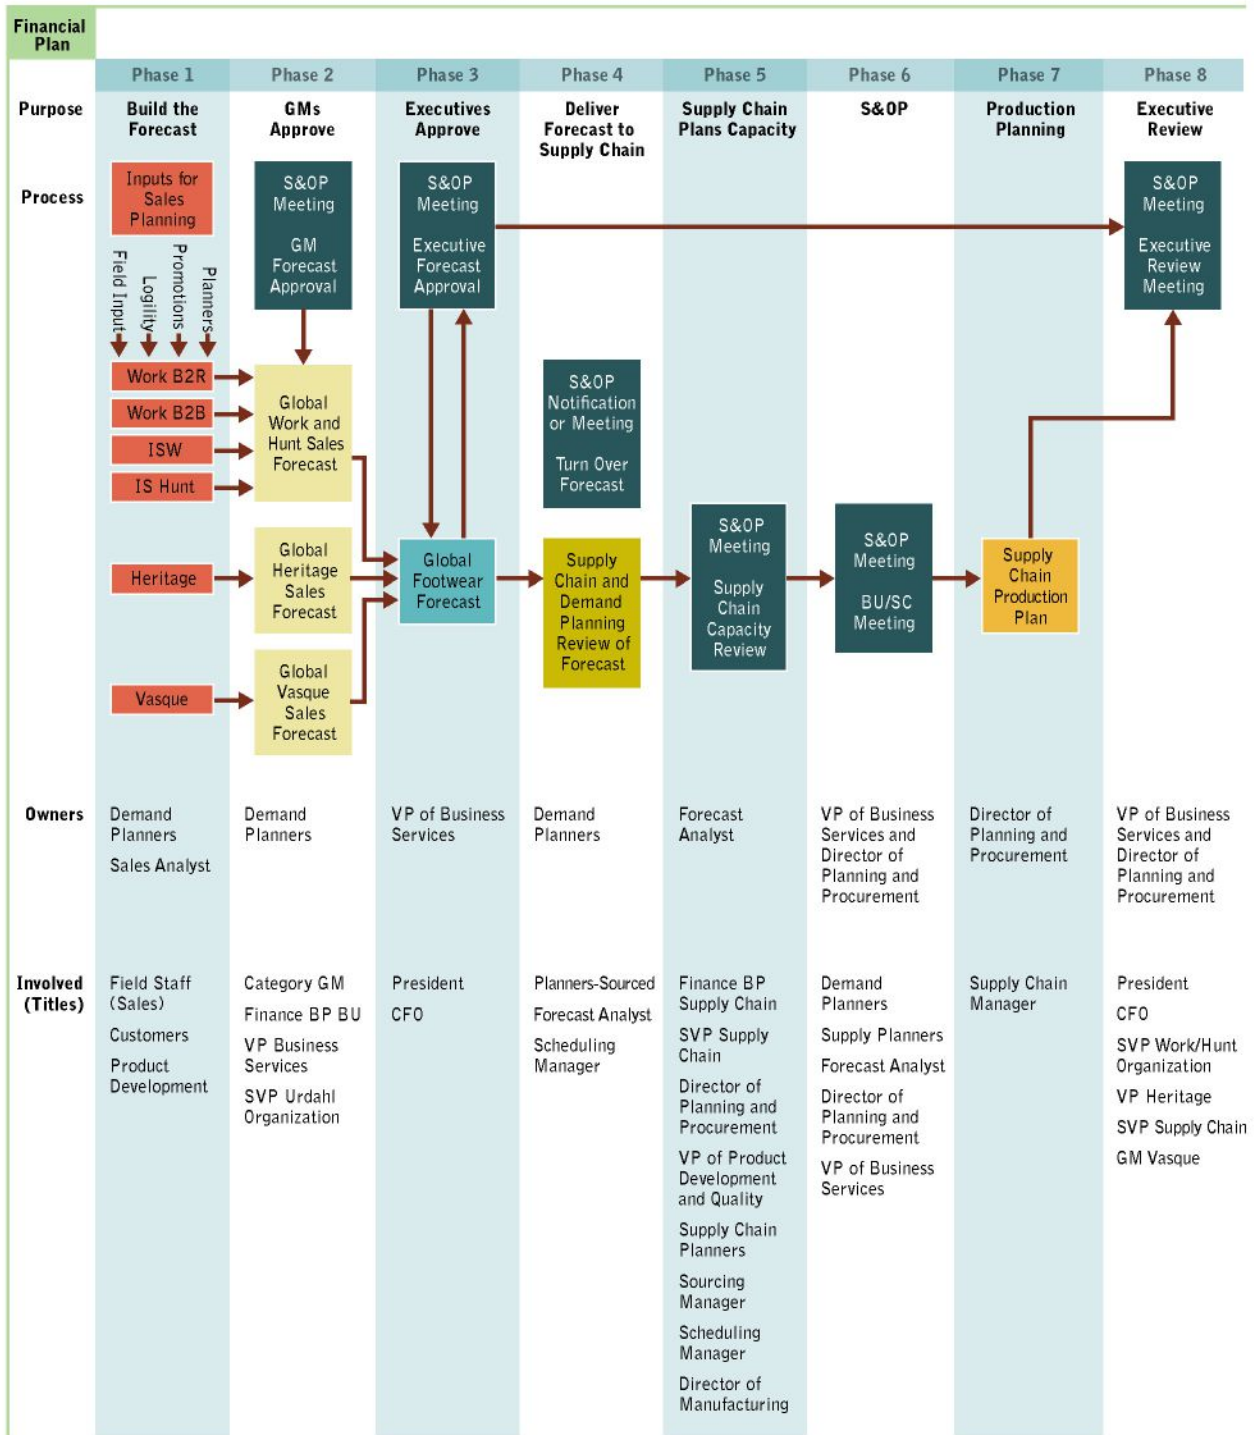 Financial
Plan
Phase 1
Phase 2
Phase 3
Phase 4
Phase 5
Phase 6
Phase 7
Phase 8
Purpose
Build the
Forecast
GMs
Approve
Executives
Approve
Deliver
Forecast to
Supply Chain
Supply Chain
Plans Capacity
S&OP
Production
Planning
Executive
Review
Process
Inputs for
Sales
Planning
Field Input
Logility
Promotions
Planners
Work B2R
Work B2B
ISW
IS Hunt
Heritage
Vasque
S&OP
Meeting
GM
Forecast
Approval
Global
Work and
Hunt Sales
Forecast
Global
Heritage
Sales
Forecast
Global
Vasque
Sales
Forecast
S&OP
Meeting
Executive
Forecast
Approval
Global
Footwear
Forecast
S&OP
Notification
or Meeting
Turn Over
Forecast
Supply
Chain and
Demand
Planning
Review of
Forecast
S&OP
Meeting
Supply
Chain
Capacity
Review
S&OP
Meeting
BU/SC
Meeting
Supply
Chain
Production
Plan
S&OP
Meeting
Executive
Review
Meeting
Owners
Demand
Planners
Sales Analyst
Demand
Planners
VP of Business
Services
Demand
Planners
Forecast
Analyst
VP of Business
Services and
Director of
Planning and
Procurement
Director of
Planning and
Procurement
VP of Business
Services and
Director of
Planning and
Procurement
Involved
(Titles)
Field Staff
(Sales)
Customers
Product
Development
Category GM
Finance BP BU
VP Business
Services
SVP Urdahl
Organization
President
CFO
Planners-Sourced
Forecast Analyst
Scheduling
Manager
Finance BP
Supply Chain
SVP Supply
Chain
Director of
Planning and
Procurement
VP of Product
Development
and Quality
Supply Chain
Planners
Sourcing
Manager
Scheduling
Manager
Director of
Manufacturing
Demand
Planners
Supply Planners
Forecast Analyst
Director of
Planning and
Procurement
VP of Business
Services
Supply Chain
Manager
President
CFO
SVP Work/Hunt
Organization
VP Heritage
SVP Supply Chain
GM Vasque